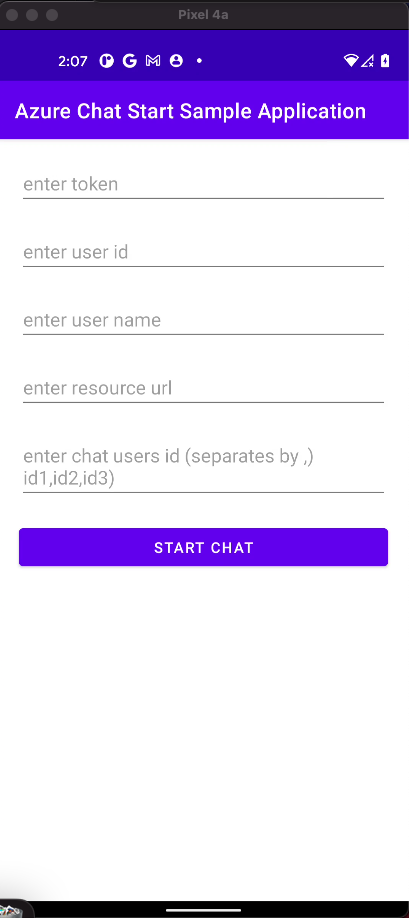 Pixel 4a
2:07
Azure Chat Start Sample Application
enter token
enter user id
enter user name
enter resource url
enter chat users id (separates by ,)
id1,id2,id3)
START CHAT